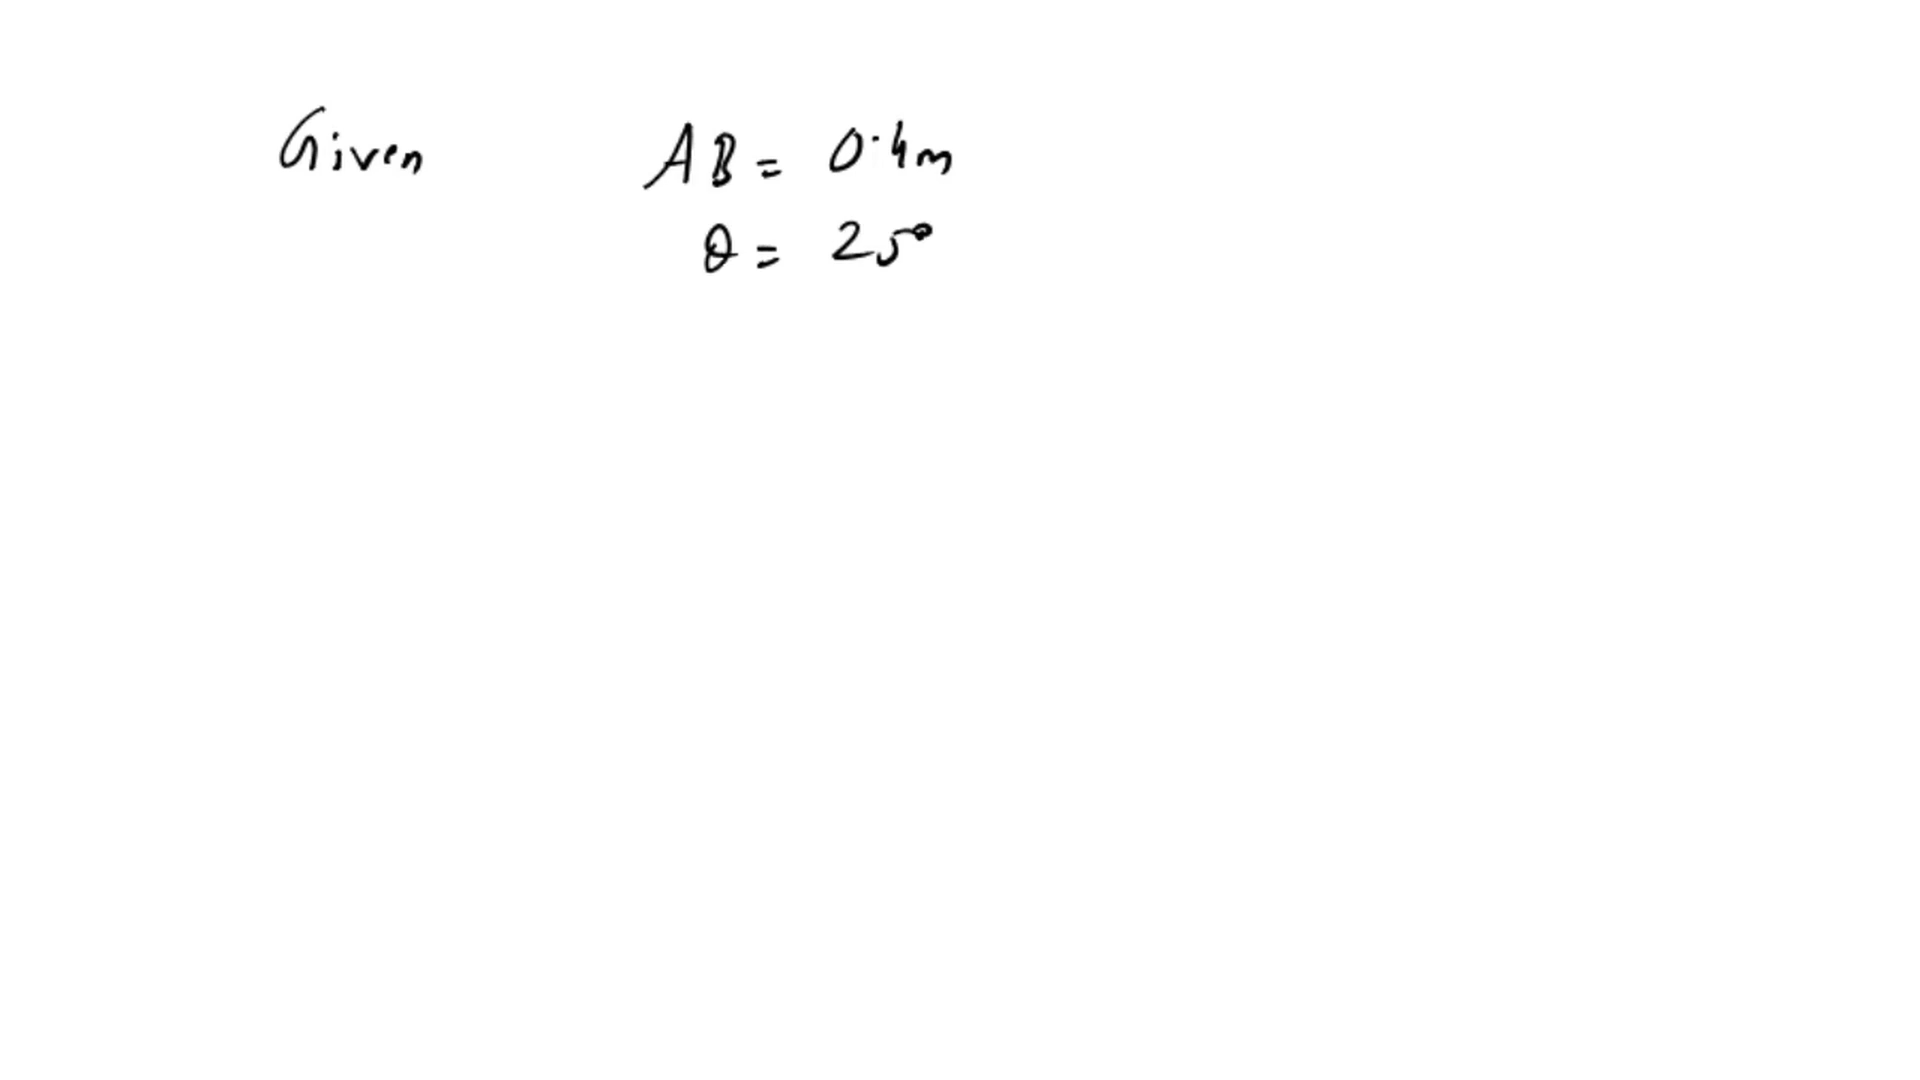 Given AB = 0.4m
θ = 25°